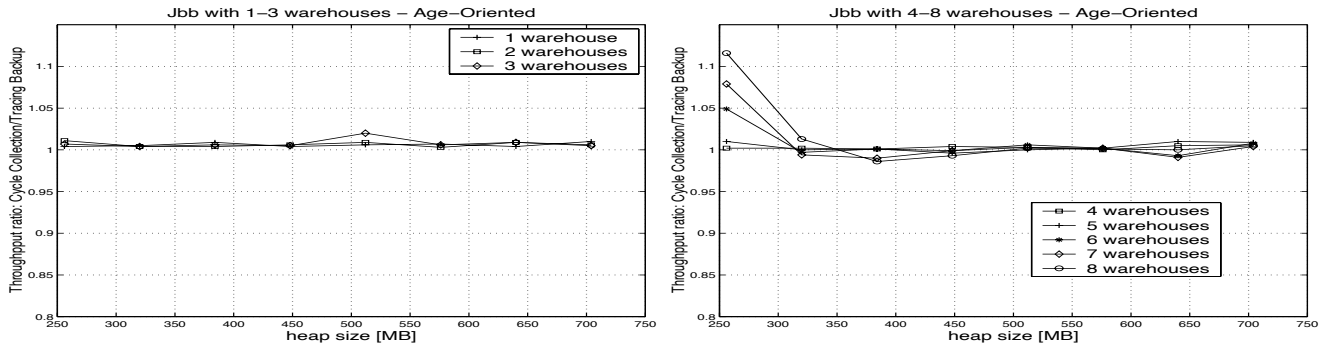 Jbb with 1-3 warehouses - Age-Oriented
Throughpput ratio: Cycle Collection/Tracing Backup
1.1
1.05
1
0.95
0.9
0.85
0.8
1 warehouse
2 warehouses
3 warehouses
250 300 350 400 450 500 550 600 650 700 750
heap size [MB]
Jbb with 4-8 warehouses - Age-Oriented
Throughpput ratio: Cycle Collection/Tracing Backup
1.1
1.05
1
0.95
0.9
0.85
0.8
4 warehouses
5 warehouses
6 warehouses
7 warehouses
8 warehouses
250 300 350 400 450 500 550 600 650 700 750
heap size [MB]